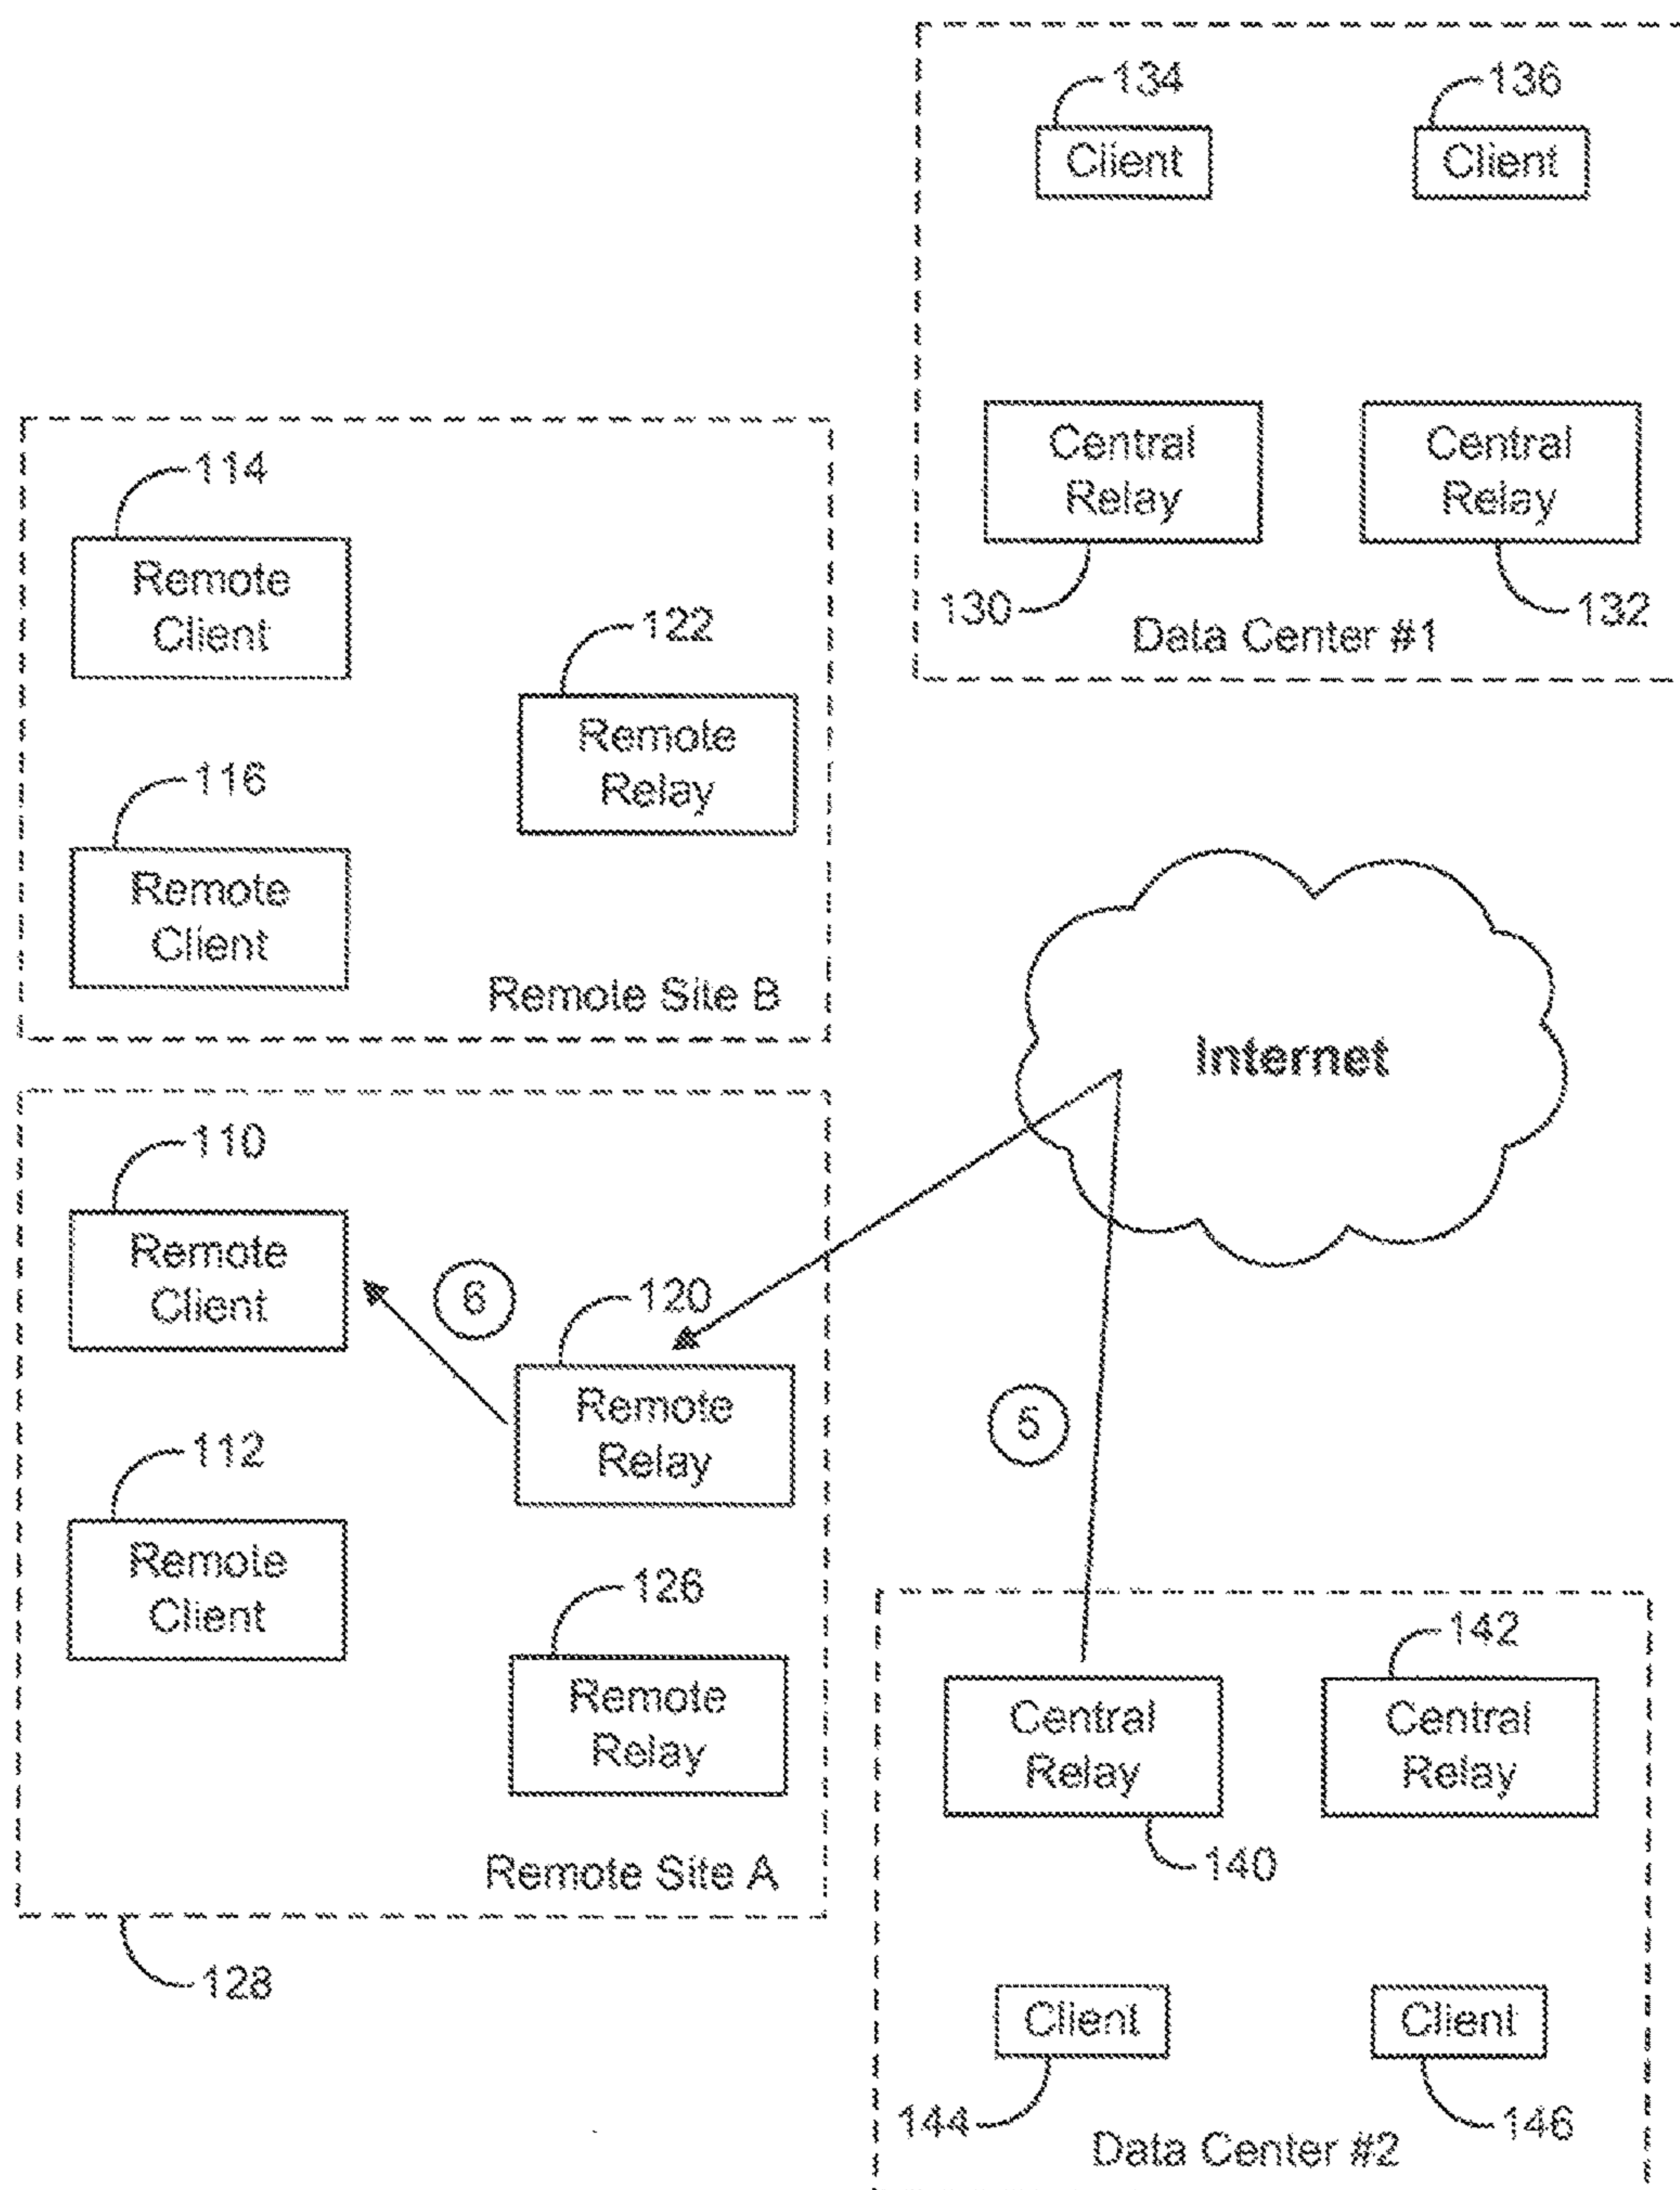 134
136
Client
Client
Central
Relay
Central
Relay
130
132
Data Center #1
114
Remote
Client
122
Remote
Relay
116
Remote
Client
Remote Site B
Internet
110
Remote
Client
6
120
Remote
Relay
5
112
Remote
Client
126
Remote
Relay
Remote Site A
128
142
Central
Relay
Central
Relay
140
Client
Client
144
146
Data Center #2